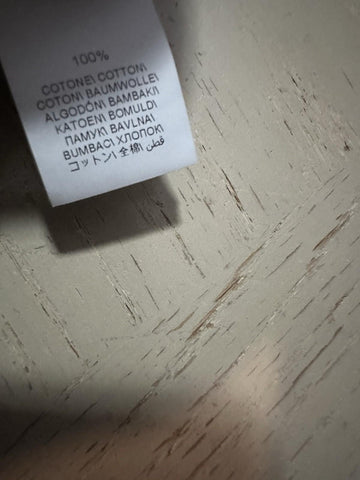 100%
COTONE\ COTTON\
COTON\ BAUMWOLLE\
ALGODÓN\ BAMBAKI\
KATOEN\ BOMULD\
ПАМУК\ BAVLNA\
BUMBAC\ ХЛОПОК\
コットン\ 全棉\ قطن\